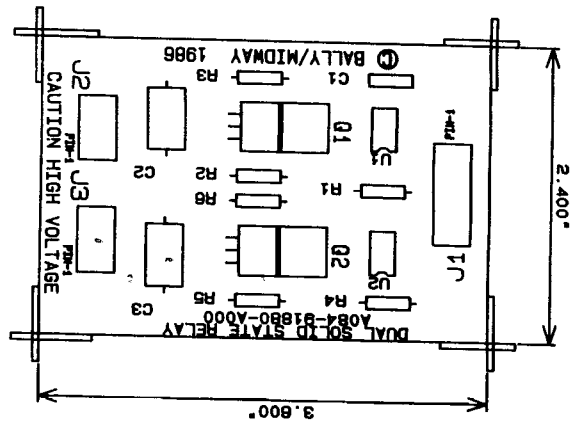 3.600"
2.400"
DUAL
SOLID STATE RELAY
A084-91880-A000
R4
R5
C3
J1
PIN-1
U2
Q2
R6
R1
R2
J3
PIN-1
U1
Q1
C2
J2
PIN-1
C1
R3
CAUTION HIGH VOLTAGE
© BALLY/MIDWAY 1986